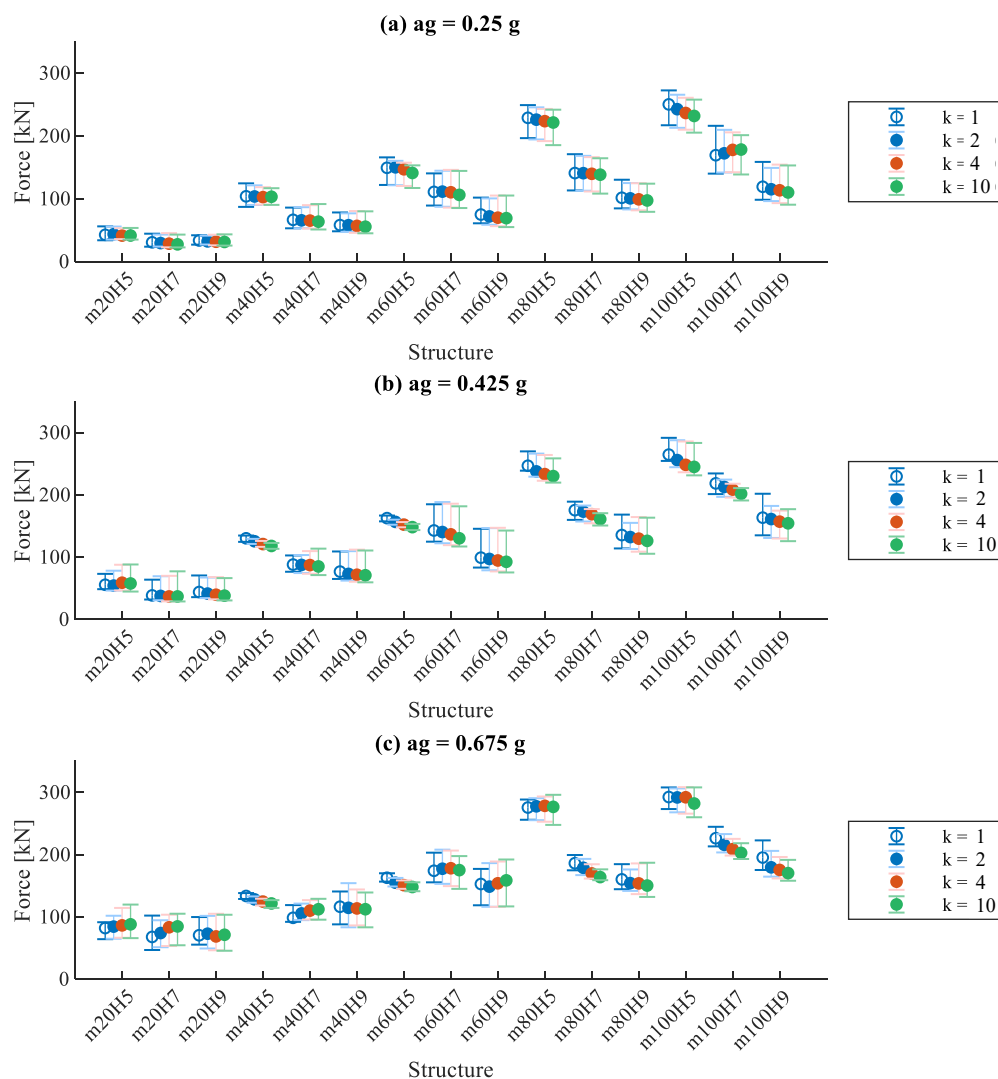 (a) ag = 0.25 g
Force [kN]
300
200
100
0
m20H5
m20H7
m20H9
m40H5
m40H7
m40H9
m60H5
m60H7
m60H9
m80H5
m80H7
m80H9
m100H5
m100H7
m100H9
Structure
k = 1
k = 2
k = 4
k = 10
(b) ag = 0.425 g
Force [kN]
300
200
100
0
m20H5
m20H7
m20H9
m40H5
m40H7
m40H9
m60H5
m60H7
m60H9
m80H5
m80H7
m80H9
m100H5
m100H7
m100H9
Structure
k = 1
k = 2
k = 4
k = 10
(c) ag = 0.675 g
Force [kN]
300
200
100
0
m20H5
m20H7
m20H9
m40H5
m40H7
m40H9
m60H5
m60H7
m60H9
m80H5
m80H7
m80H9
m100H5
m100H7
m100H9
Structure
k = 1
k = 2
k = 4
k = 10